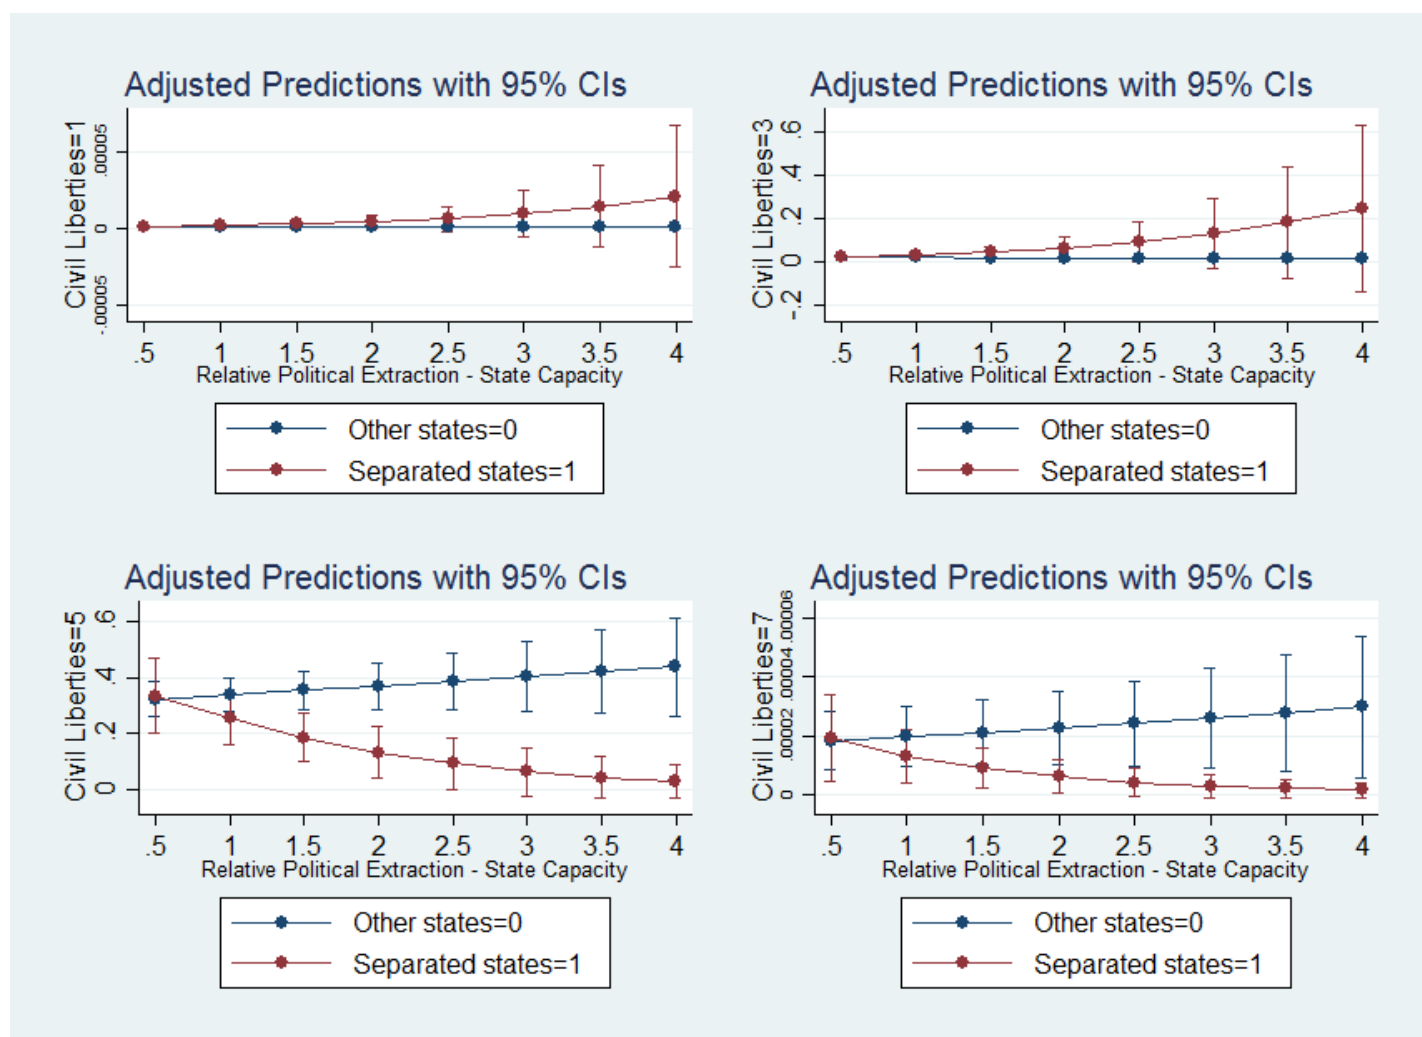 Adjusted Predictions with 95% CIs
Civil Liberties=1
.00005
0
-.00005
.5 1 1.5 2 2.5 3 3.5 4
Relative Political Extraction - State Capacity
Other states=0
Separated states=1
Adjusted Predictions with 95% CIs
Civil Liberties=3
.6
.4
.2
0
-.2
.5 1 1.5 2 2.5 3 3.5 4
Relative Political Extraction - State Capacity
Other states=0
Separated states=1
Adjusted Predictions with 95% CIs
Civil Liberties=5
.6
.4
.2
0
.5 1 1.5 2 2.5 3 3.5 4
Relative Political Extraction - State Capacity
Other states=0
Separated states=1
Adjusted Predictions with 95% CIs
Civil Liberties=7
.00006
.00004
.00002
0
.5 1 1.5 2 2.5 3 3.5 4
Relative Political Extraction - State Capacity
Other states=0
Separated states=1